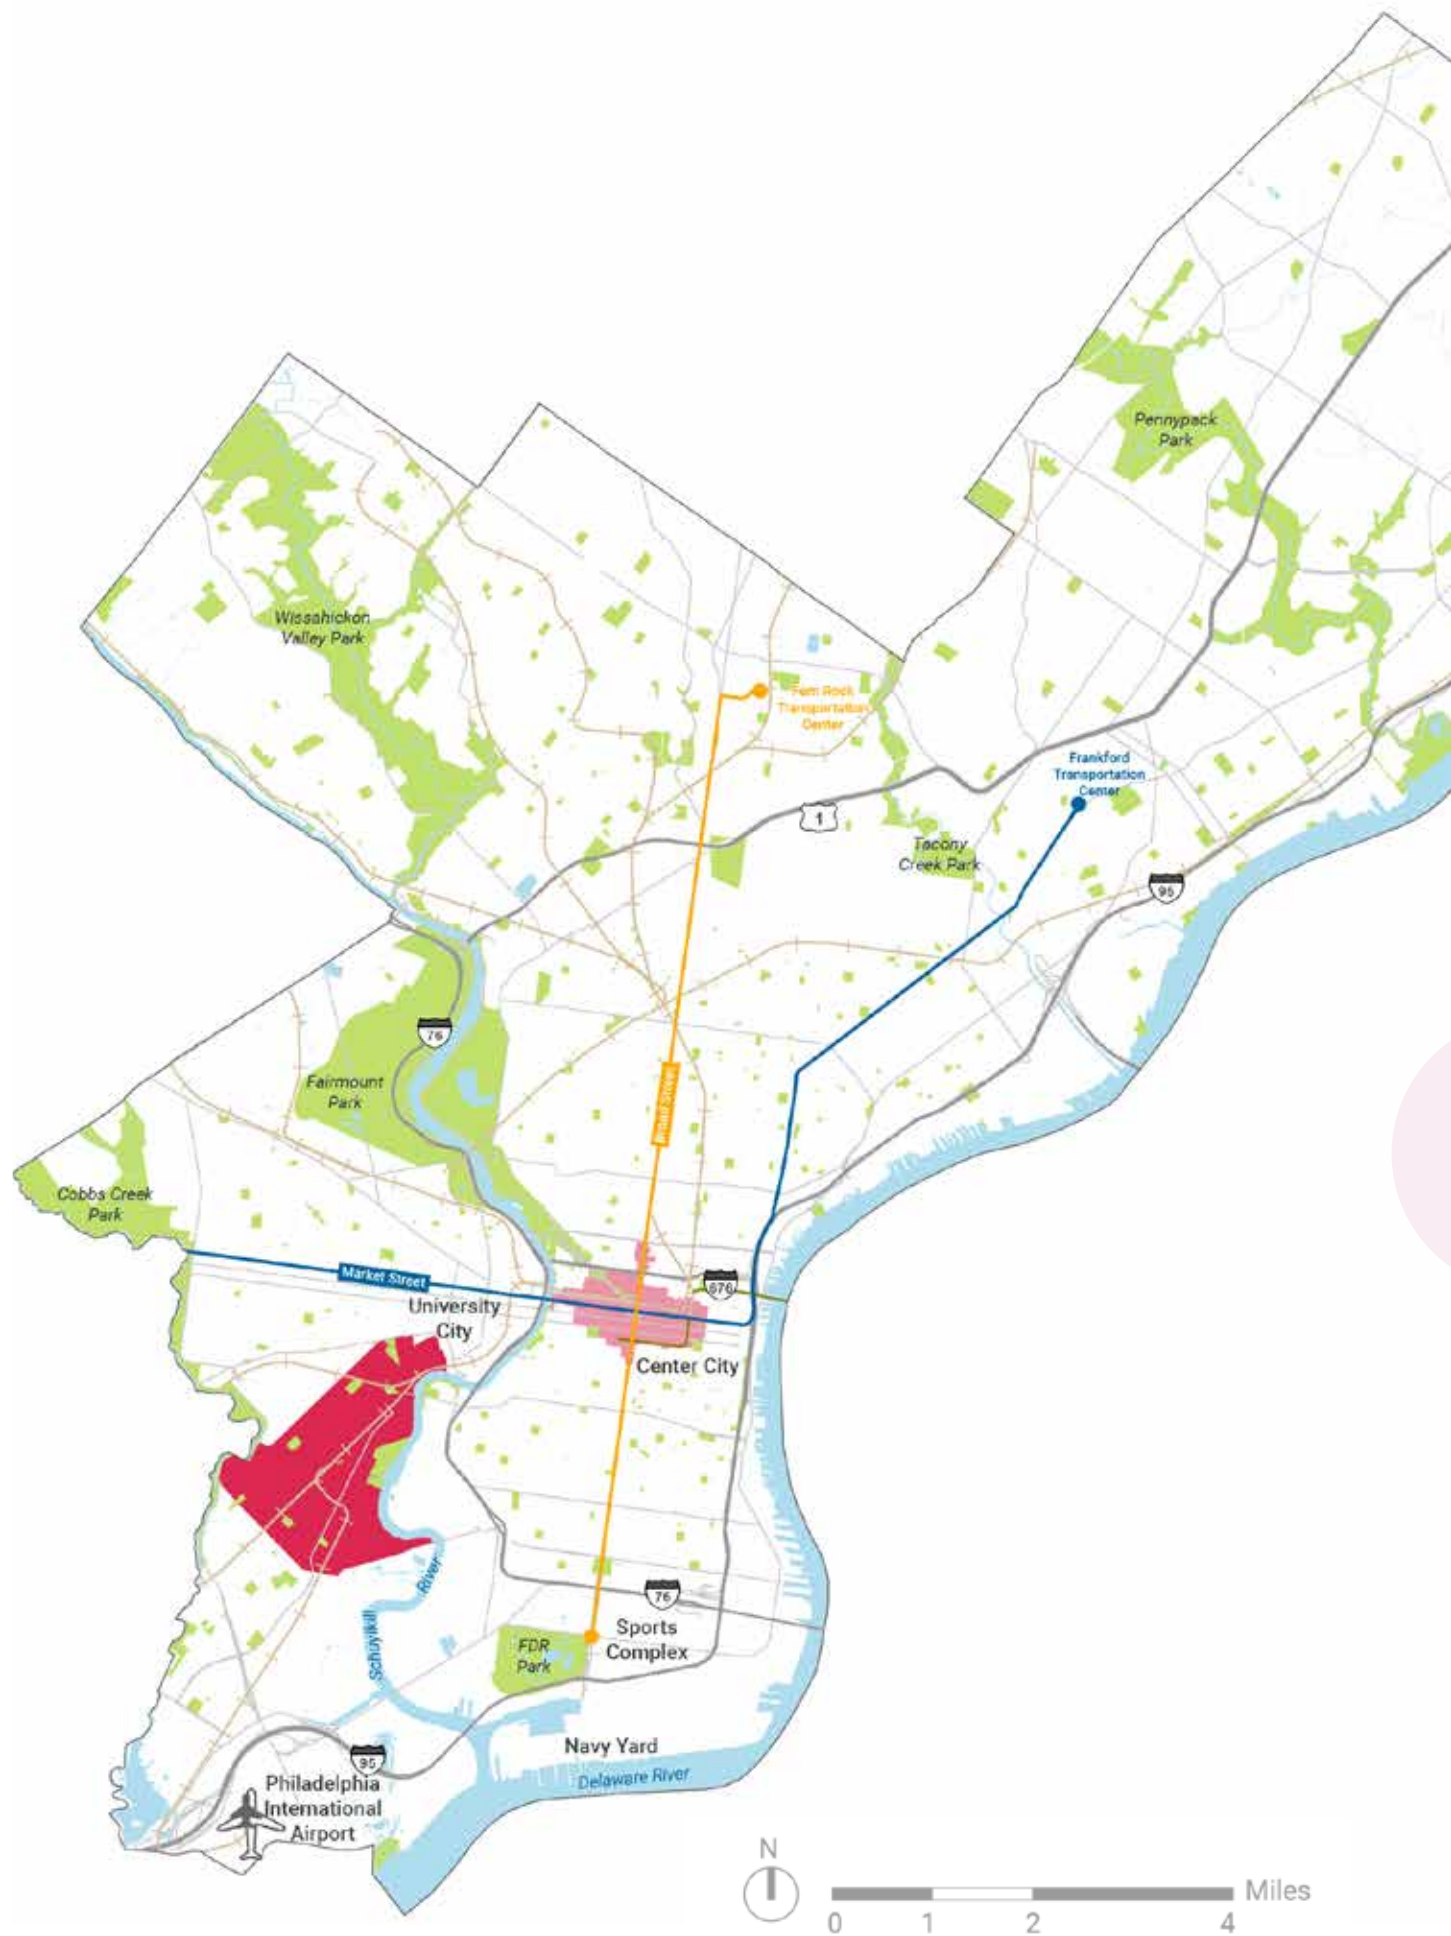 Pennypack
Park
Wissahickon
Valley Park
Fern Rock
Transportation
Center
Frankford
Transportation
Center
1
Tacony
Creek Park
95
76
Fairmount
Park
Broad Street
Cobbs Creek
Park
Market Street
University
City
676
Center City
River
Schuylkill
76
Sports
Complex
FDR
Park
Navy Yard
95
Delaware River
Philadelphia
International
Airport
N
Miles
0 1 2 4